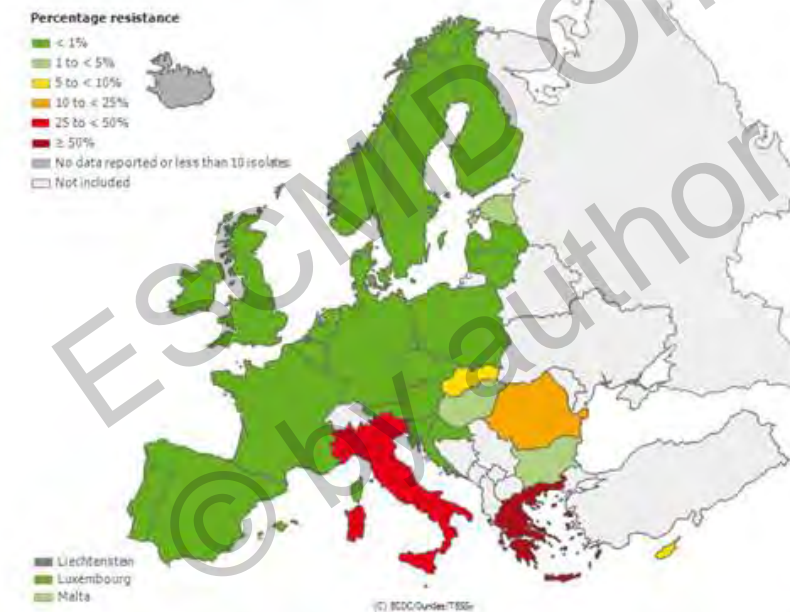 Percentage resistance
< 1%
1 to < 5%
5 to < 10%
10 to < 25%
25 to < 50%
≥ 50%
No data reported or less than 10 isolates
Not included
ESCMID
© by author
Liechtenstein
Luxembourg
Malta
(C) ECDC/Dundas/TESSy